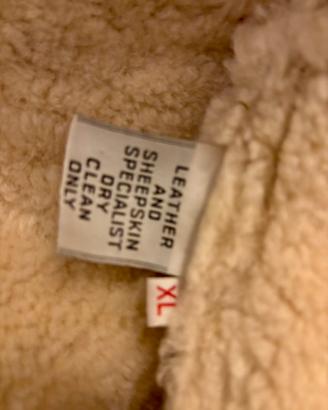 LEATHER
AND
SHEEPSKIN
SPECIALIST
DRY
CLEAN
ONLY
XL